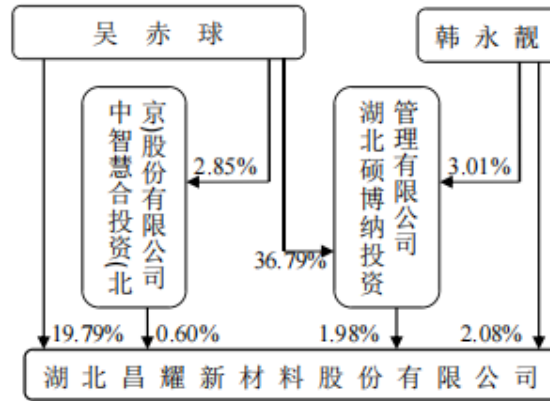 吴赤球
韩永靓
中智慧合投资(北
京)股份有限公司
湖北硕博纳投资
管理有限公司
2.85%
3.01%
36.79%
19.79%
0.60%
1.98%
2.08%
湖北昌耀新材料股份有限公司